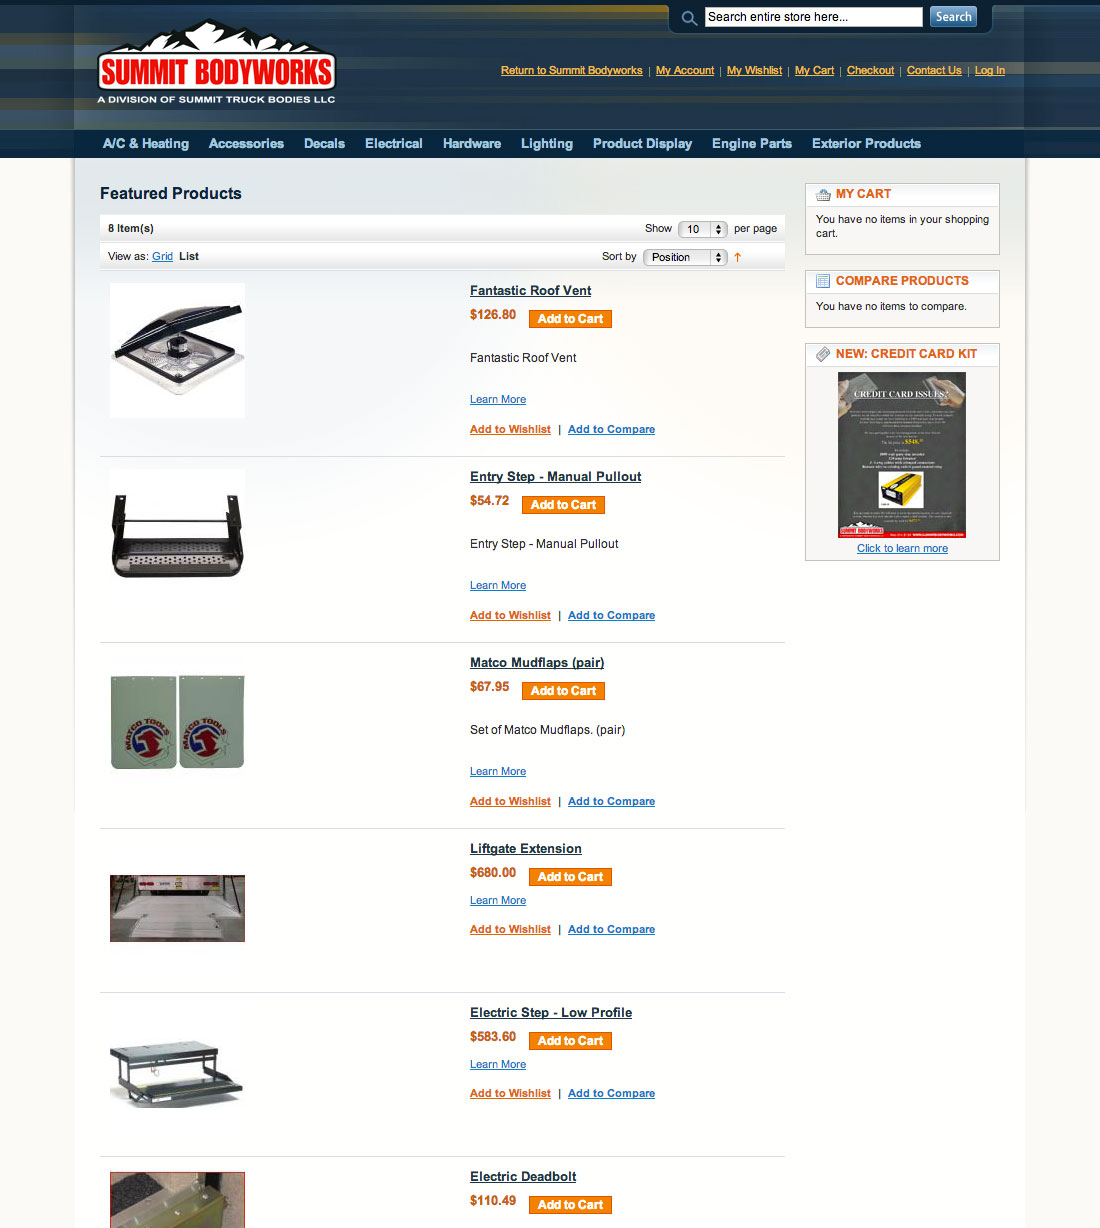 Search entire store here...
Search
SUMMIT BODYWORKS
A DIVISION OF SUMMIT TRUCK BODIES LLC
Return to Summit Bodyworks | My Account | My Wishlist | My Cart | Checkout | Contact Us | Log In
A/C & Heating Accessories Decals Electrical Hardware Lighting Product Display Engine Parts Exterior Products
Featured Products
8 Item(s)
Show 10 per page
View as: Grid List
Sort by Position
Fantastic Roof Vent
$126.80 Add to Cart
Fantastic Roof Vent
Learn More
Add to Wishlist | Add to Compare
Entry Step - Manual Pullout
$54.72 Add to Cart
Entry Step - Manual Pullout
Learn More
Add to Wishlist | Add to Compare
MATCO TOOLS MATCO TOOLS
Matco Mudflaps (pair)
$67.95 Add to Cart
Set of Matco Mudflaps. (pair)
Learn More
Add to Wishlist | Add to Compare
Liftgate Extension
$680.00 Add to Cart
Learn More
Add to Wishlist | Add to Compare
Electric Step - Low Profile
$583.60 Add to Cart
Learn More
Add to Wishlist | Add to Compare
Electric Deadbolt
$110.49 Add to Cart
MY CART
You have no items in your shopping
cart.
COMPARE PRODUCTS
You have no items to compare.
NEW: CREDIT CARD KIT
CREDIT CARD ISSUES?
SUMMIT BODYWORKS
Click to learn more